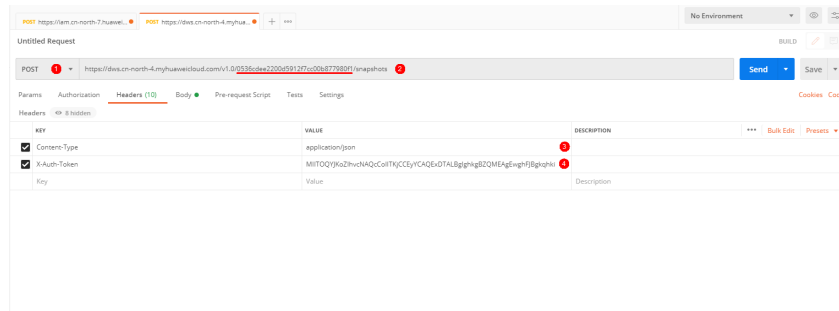 POST https://iam.cn-north-7.huawei... POST https://dws.cn-north-4.myhua... + ••• No Environment
Untitled Request BUILD
POST 1 https://dws.cn-north-4.myhuaweicloud.com/v1.0/0536cdee2200d5912f7cc00b877980f1/snapshots 2 Send Save
Params Authorization Headers (10) Body Pre-request Script Tests Settings Cookies Coc
Headers 8 hidden
KEY VALUE DESCRIPTION ••• Bulk Edit Presets
Content-Type application/json 3
X-Auth-Token 4
Key Value Description